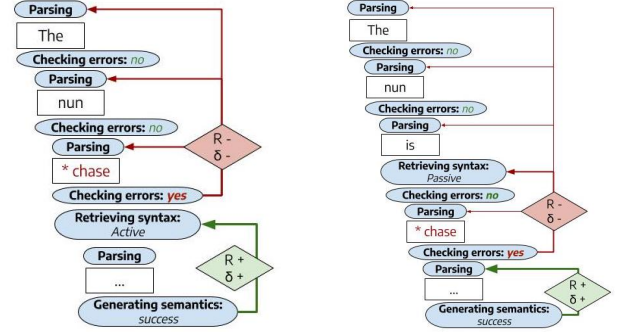 Parsing
The
Checking errors: no
Parsing
nun
Checking errors: no
Parsing
* chase
Checking errors: yes
Retrieving syntax:
Active
Parsing
...
Generating semantics:
success
R -
δ -
R +
δ +
Parsing
The
Checking errors: no
Parsing
nun
Checking errors: no
Parsing
is
Retrieving syntax:
Passive
Checking errors: no
Parsing
* chase
Checking errors: yes
Parsing
...
Generating semantics:
success
R -
δ -
R +
δ +